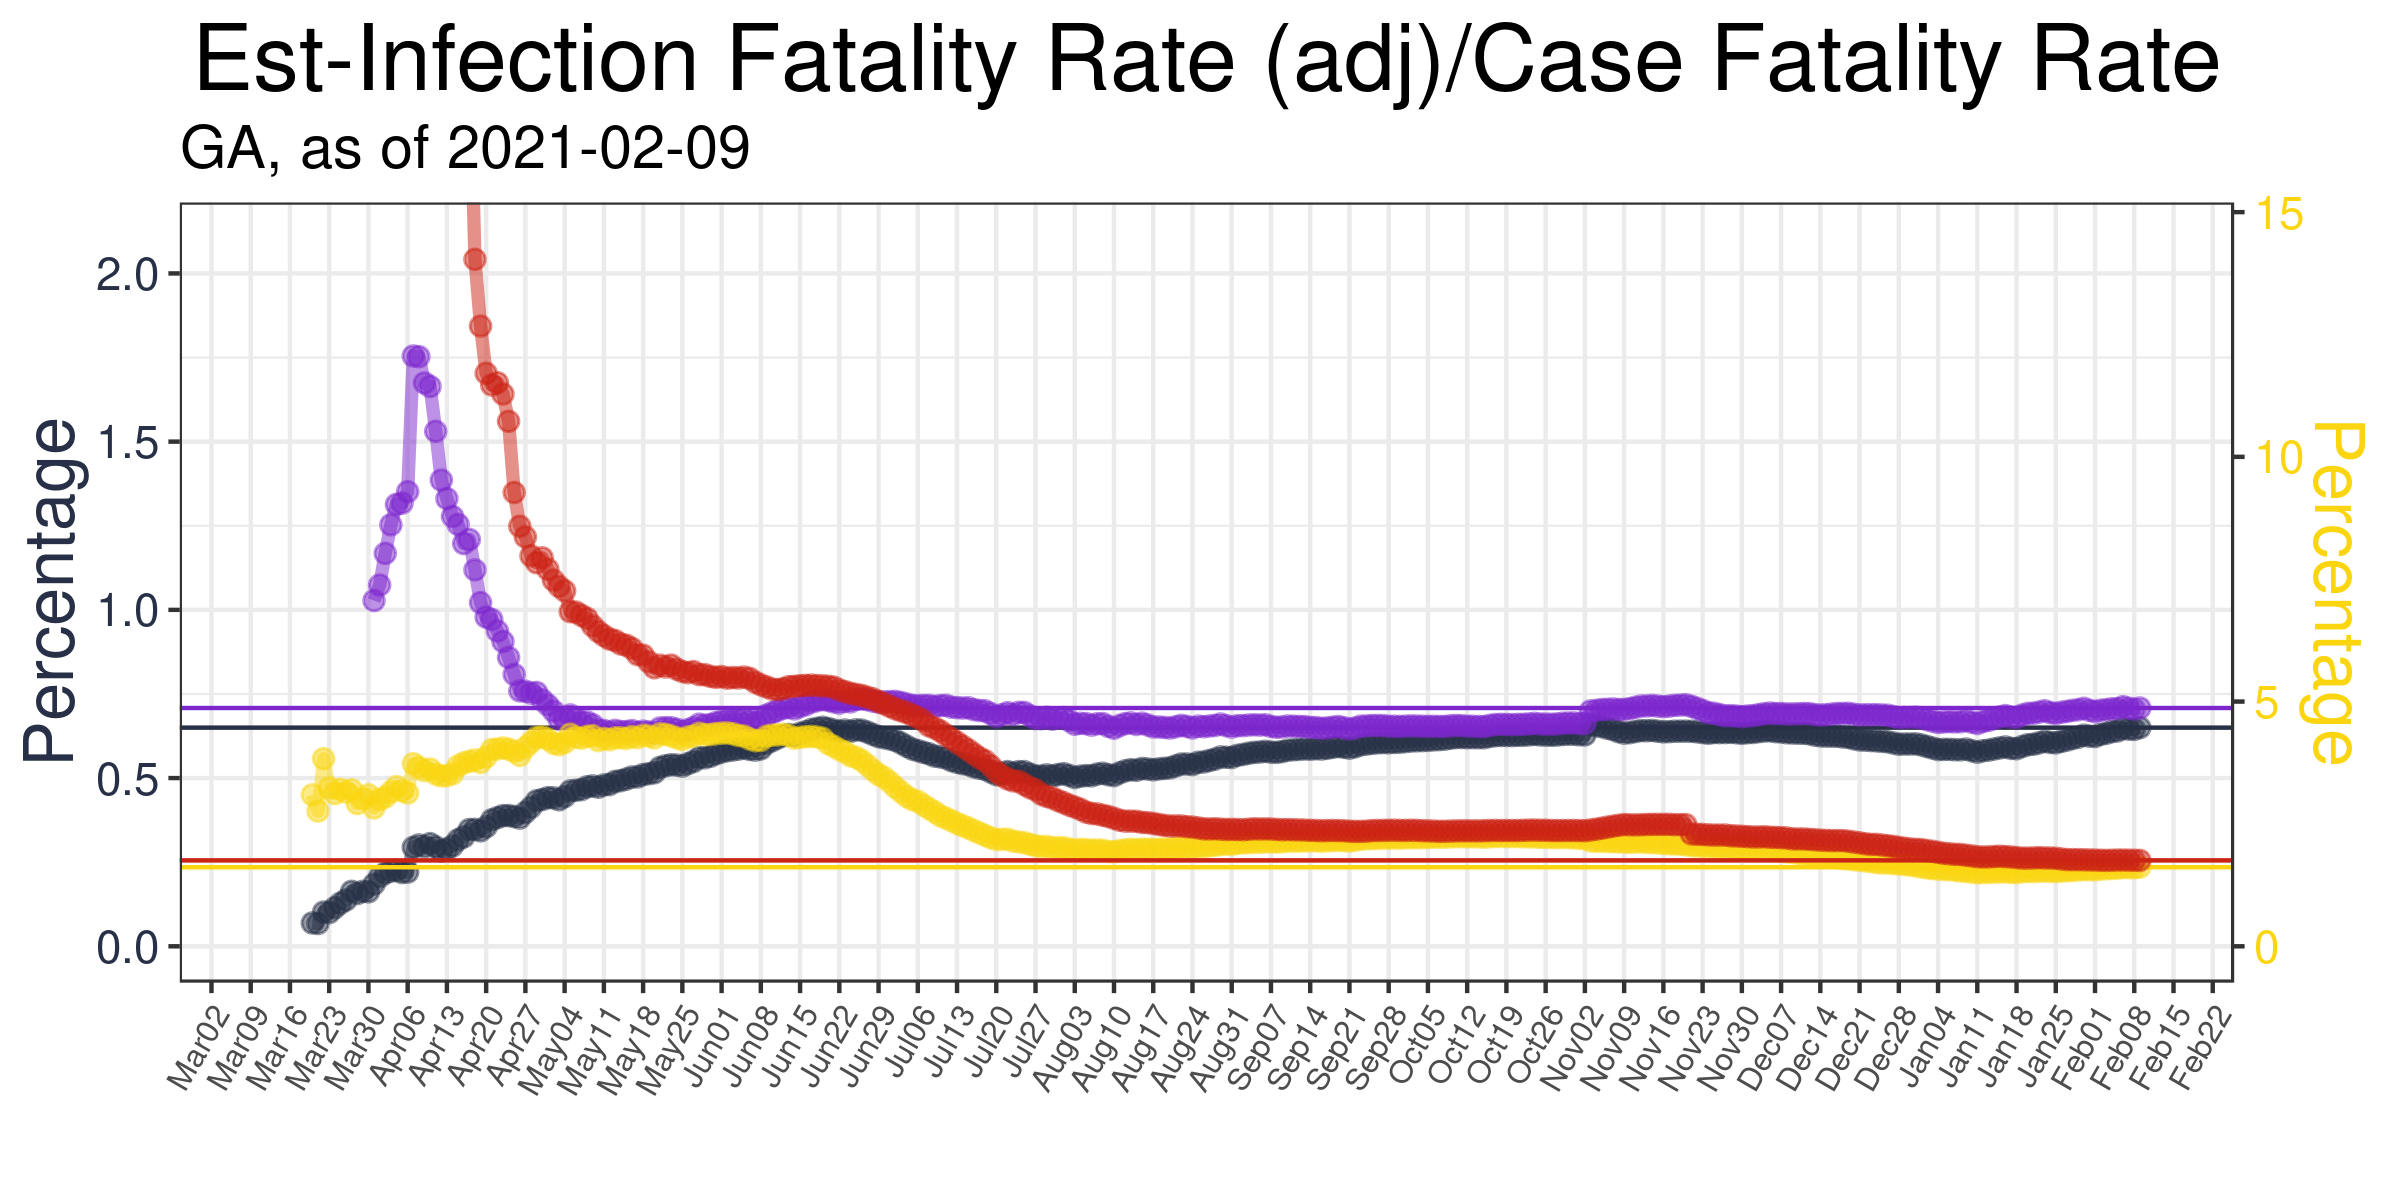 Est-Infection Fatality Rate (adj)/Case Fatality Rate
GA, as of 2021-02-09
Percentage
2.0
1.5
1.0
0.5
0.0
15
10
5
0
Percentage
Mar02
Mar09
Mar16
Mar23
Mar30
Apr06
Apr13
Apr20
Apr27
May04
May11
May18
May25
Jun01
Jun08
Jun15
Jun22
Jun29
Jul06
Jul13
Jul20
Jul27
Aug03
Aug10
Aug17
Aug24
Aug31
Sep07
Sep14
Sep21
Sep28
Oct05
Oct12
Oct19
Oct26
Nov02
Nov09
Nov16
Nov23
Nov30
Dec07
Dec14
Dec21
Dec28
Jan04
Jan11
Jan18
Jan25
Feb01
Feb08
Feb15
Feb22